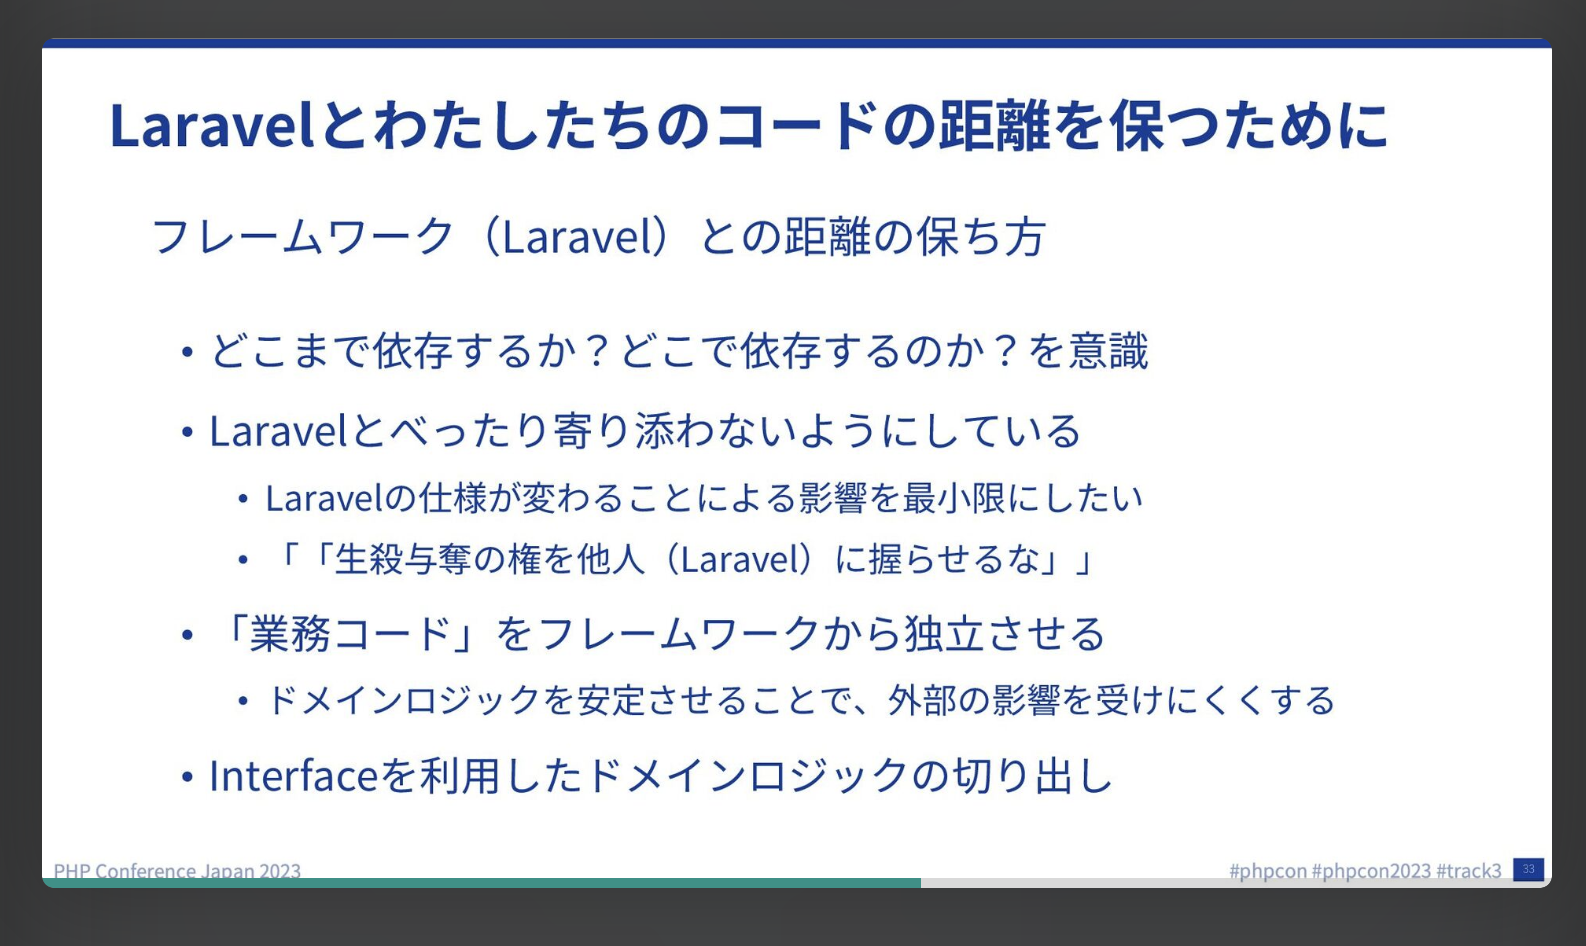 Laravelとわたしたちのコードの距離を保つために
フレームワーク（Laravel）との距離の保ち方
• どこまで依存するか？どこで依存するのか？を意識
• Laravelとべったり寄り添わないようにしている
• Laravelの仕様が変わることによる影響を最小限にしたい
• 「「生殺与奪の権を他人（Laravel）に握らせるな」」
• 「業務コード」をフレームワークから独立させる
• ドメインロジックを安定させることで、外部の影響を受けにくくする
• Interfaceを利用したドメインロジックの切り出し
PHP Conference Japan 2023
#phpcon #phpcon2023 #track3 33